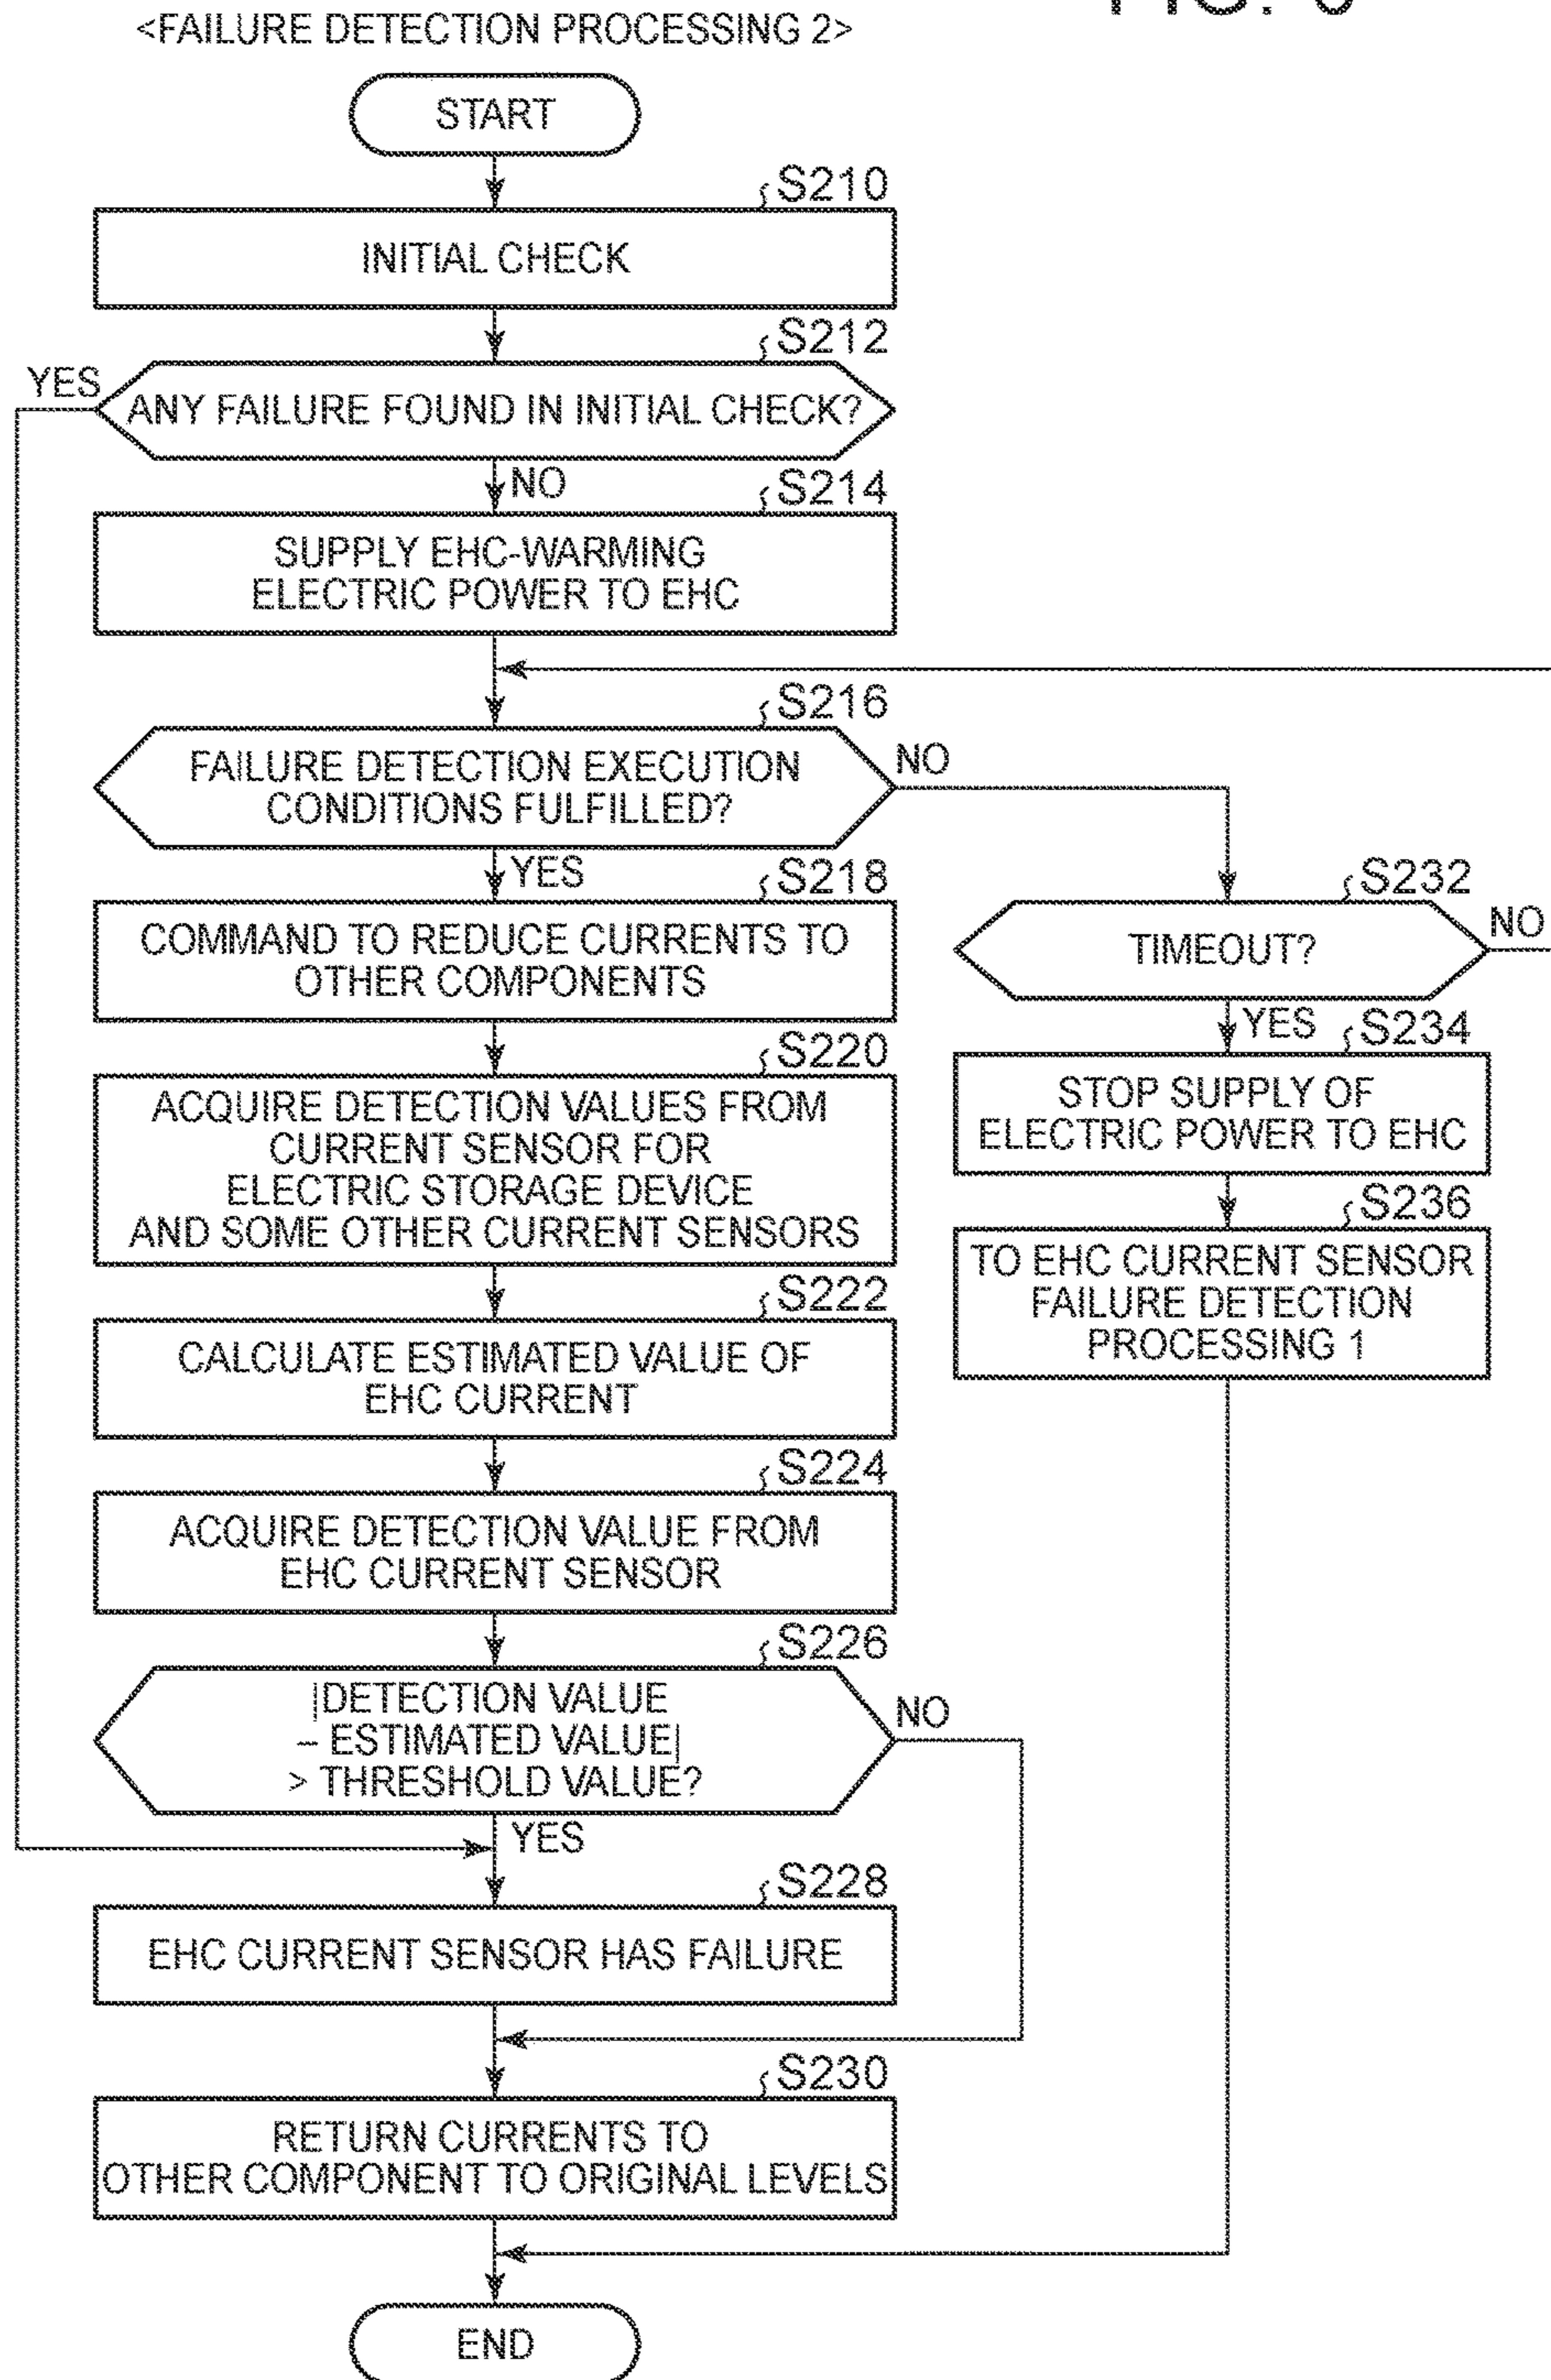 <FAILURE DETECTION PROCESSING 2>
START
S210
INITIAL CHECK
S212
YES
ANY FAILURE FOUND IN INITIAL CHECK?
NO
S214
SUPPLY EHC-WARMING
ELECTRIC POWER TO EHC
S216
FAILURE DETECTION EXECUTION
CONDITIONS FULFILLED?
NO
YES
S218
COMMAND TO REDUCE CURRENTS TO
OTHER COMPONENTS
S232
TIMEOUT?
NO
YES
S234
STOP SUPPLY OF
ELECTRIC POWER TO EHC
S236
TO EHC CURRENT SENSOR
FAILURE DETECTION
PROCESSING 1
S220
ACQUIRE DETECTION VALUES FROM
CURRENT SENSOR FOR
ELECTRIC STORAGE DEVICE
AND SOME OTHER CURRENT SENSORS
S222
CALCULATE ESTIMATED VALUE OF
EHC CURRENT
S224
ACQUIRE DETECTION VALUE FROM
EHC CURRENT SENSOR
S226
|DETECTION VALUE
– ESTIMATED VALUE|
> THRESHOLD VALUE?
NO
YES
S228
EHC CURRENT SENSOR HAS FAILURE
S230
RETURN CURRENTS TO
OTHER COMPONENT TO ORIGINAL LEVELS
END